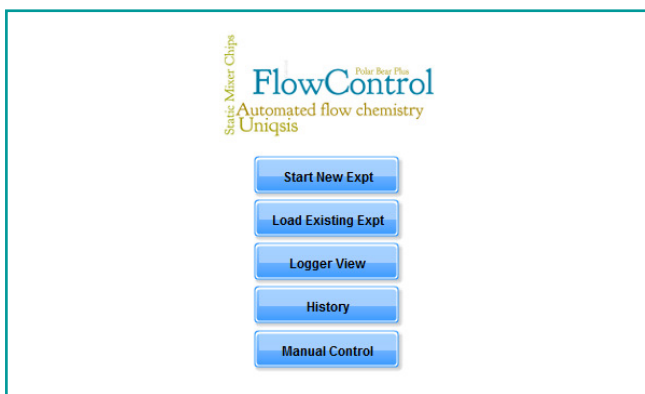 Static Mixer Chips
Polar Bear Plus
FlowControl
Automated flow chemistry
Uniqsis
Start New Expt
Load Existing Expt
Logger View
History
Manual Control